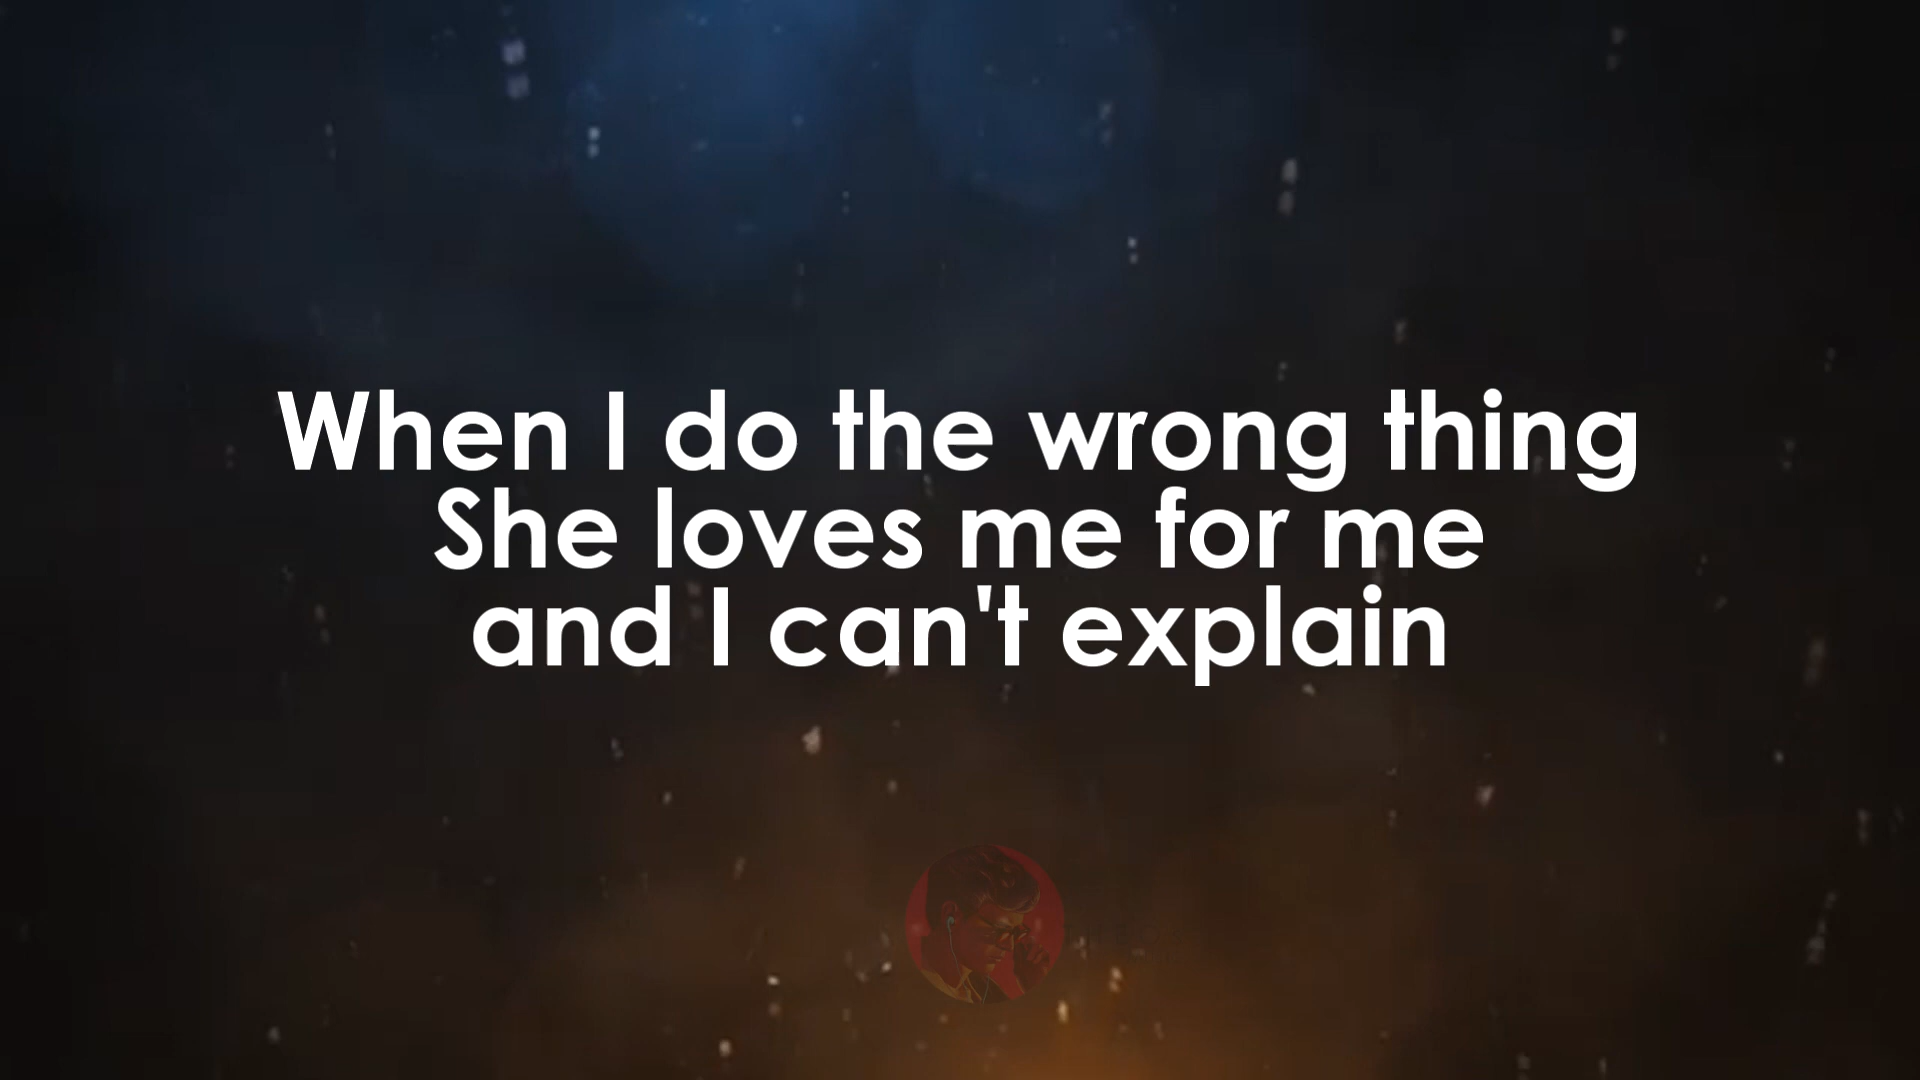 When I do the wrong thing
She loves me for me
and I can't explain